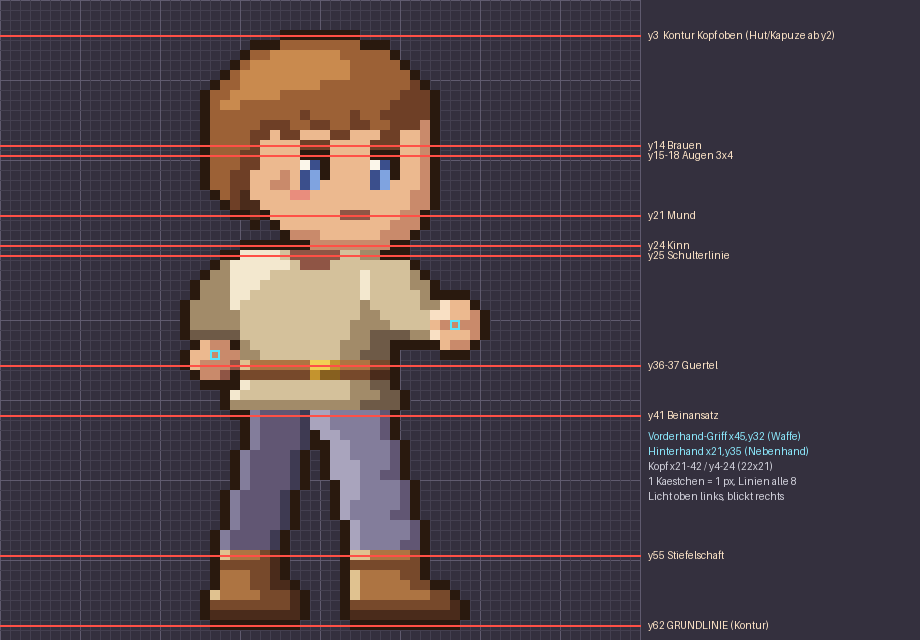 y3 Kontur Kopf oben (Hut/Kapuze ab y2)
y14 Brauen
y15-18 Augen 3x4
y21 Mund
y24 Kinn
y25 Schulterlinie
y36-37 Guertel
y41 Beinansatz
Vorderhand-Griff x45,y32 (Waffe)
Hinterhand x21,y35 (Nebenhand)
Kopf x21-42 / y4-24 (22x21)
1 Kaestchen = 1 px, Linien alle 8
Licht oben links, blickt rechts
y55 Stiefelschaft
y62 GRUNDLINIE (Kontur)